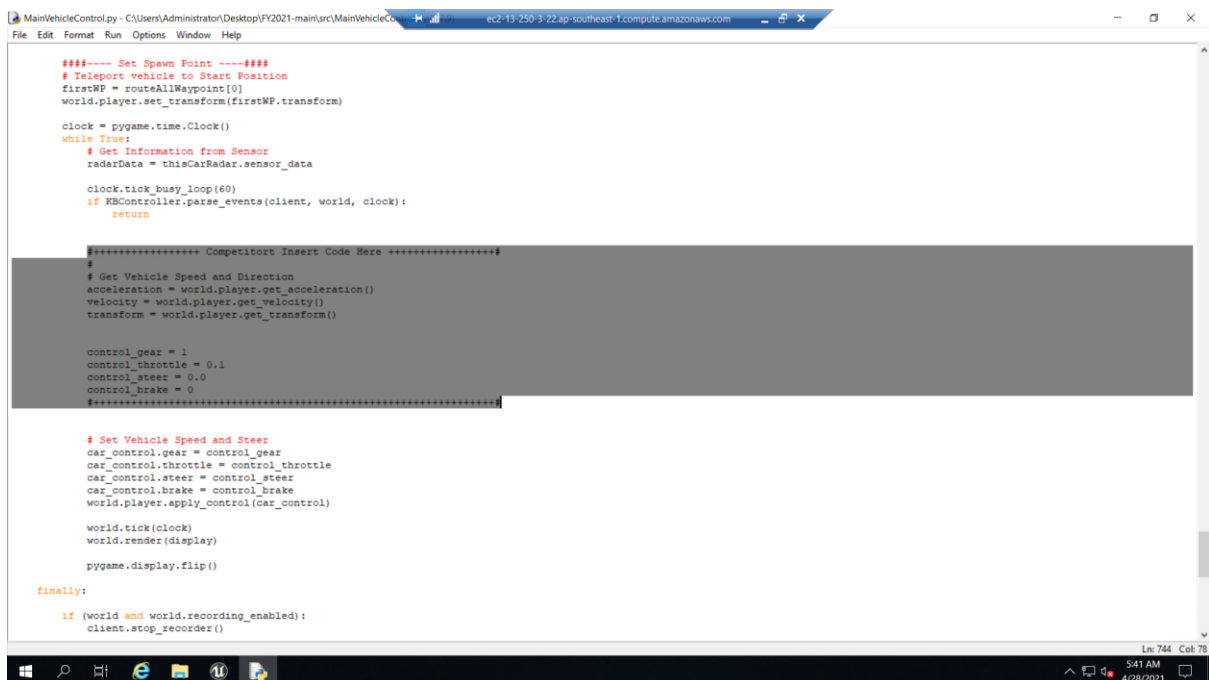 MainVehicleControl.py - C:\Users\Administrator\Desktop\FY2021-main\src\MainVehicleCo
ec2-13-250-3-22.ap-southeast-1.compute.amazonaws.com
File Edit Format Run Options Window Help
####---- Set Spawn Point ----####
# Teleport vehicle to Start Position
firstWP = routeAllWaypoint[0]
world.player.set_transform(firstWP.transform)
clock = pygame.time.Clock()
while True:
# Get Information from Sensor
radarData = thisCarRadar.sensor_data
clock.tick_busy_loop(60)
if KBController.parse_events(client, world, clock):
return
#+++++++++++++++++ Competitort Insert Code Here +++++++++++++++++#
#
# Get Vehicle Speed and Direction
acceleration = world.player.get_acceleration()
velocity = world.player.get_velocity()
transform = world.player.get_transform()
control_gear = 1
control_throttle = 0.1
control_steer = 0.0
control_brake = 0
#++++++++++++++++++++++++++++++++++++++++++++++++++++++++++++++++#
# Set Vehicle Speed and Steer
car_control.gear = control_gear
car_control.throttle = control_throttle
car_control.steer = control_steer
car_control.brake = control_brake
world.player.apply_control(car_control)
world.tick(clock)
world.render(display)
pygame.display.flip()
finally:
if (world and world.recording_enabled):
client.stop_recorder()
Ln: 744 Col: 78
5:41 AM
4/28/2021